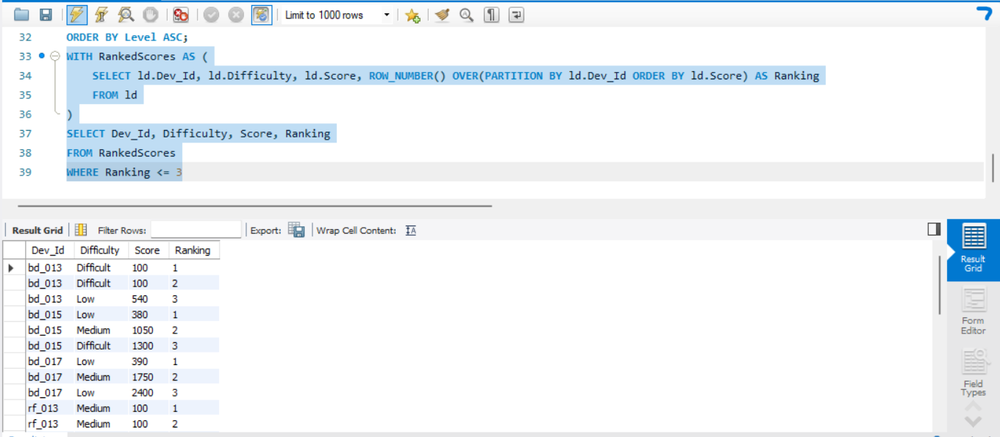 Limit to 1000 rows
32 ORDER BY Level ASC;
33 WITH RankedScores AS (
34 SELECT ld.Dev_Id, ld.Difficulty, ld.Score, ROW_NUMBER() OVER(PARTITION BY ld.Dev_Id ORDER BY ld.Score) AS Ranking
35 FROM ld
36 )
37 SELECT Dev_Id, Difficulty, Score, Ranking
38 FROM RankedScores
39 WHERE Ranking <= 3
Result Grid Filter Rows: Export: Wrap Cell Content: IA
Dev_Id Difficulty Score Ranking
bd_013 Difficult 100 1
bd_013 Difficult 100 2
bd_013 Low 540 3
bd_015 Low 380 1
bd_015 Medium 1050 2
bd_015 Difficult 1300 3
bd_017 Low 390 1
bd_017 Medium 1750 2
bd_017 Low 2400 3
rf_013 Medium 100 1
rf_013 Medium 100 2
Result
Grid
Form
Editor
Field
Types